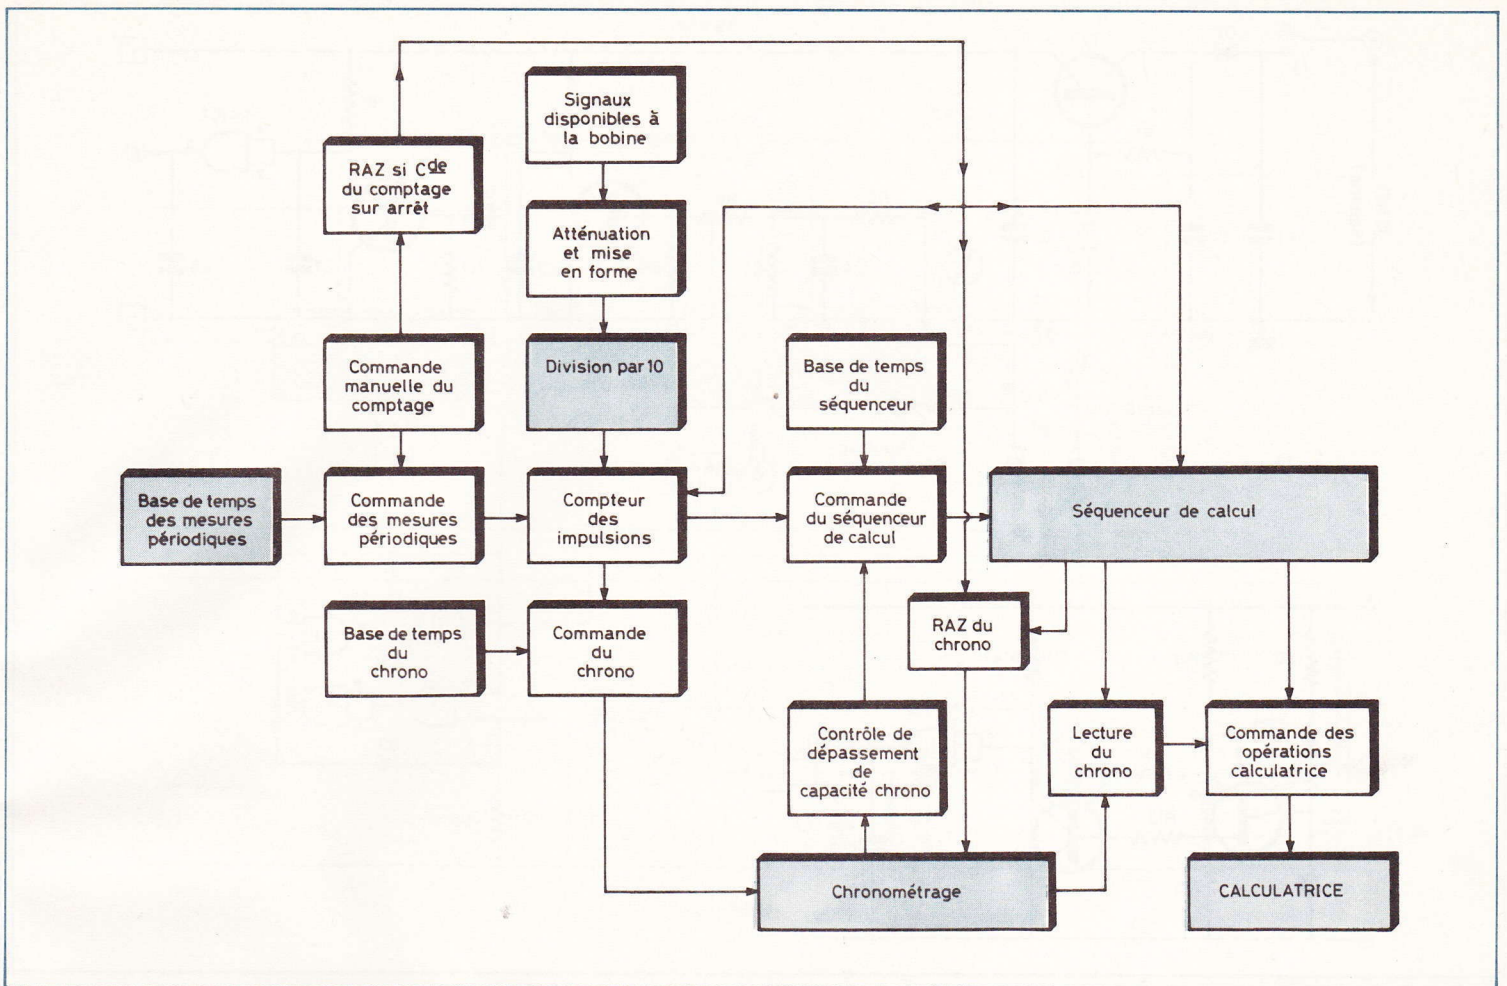 Signaux
disponibles à
la bobine
RAZ si Cde
du comptage
sur arrêt
Atténuation
et mise
en forme
Commande
manuelle du
comptage
Division par 10
Base de temps
du
séquenceur
Base de temps
des mesures
périodiques
Commande
des mesures
périodiques
Compteur
des
impulsions
Commande
du séquenceur
de calcul
Séquenceur de calcul
Base de temps
du
chrono
Commande
du
chrono
RAZ du
chrono
Contrôle de
dépassement
de
capacité chrono
Lecture
du
chrono
Commande des
opérations
calculatrice
Chronométrage
CALCULATRICE